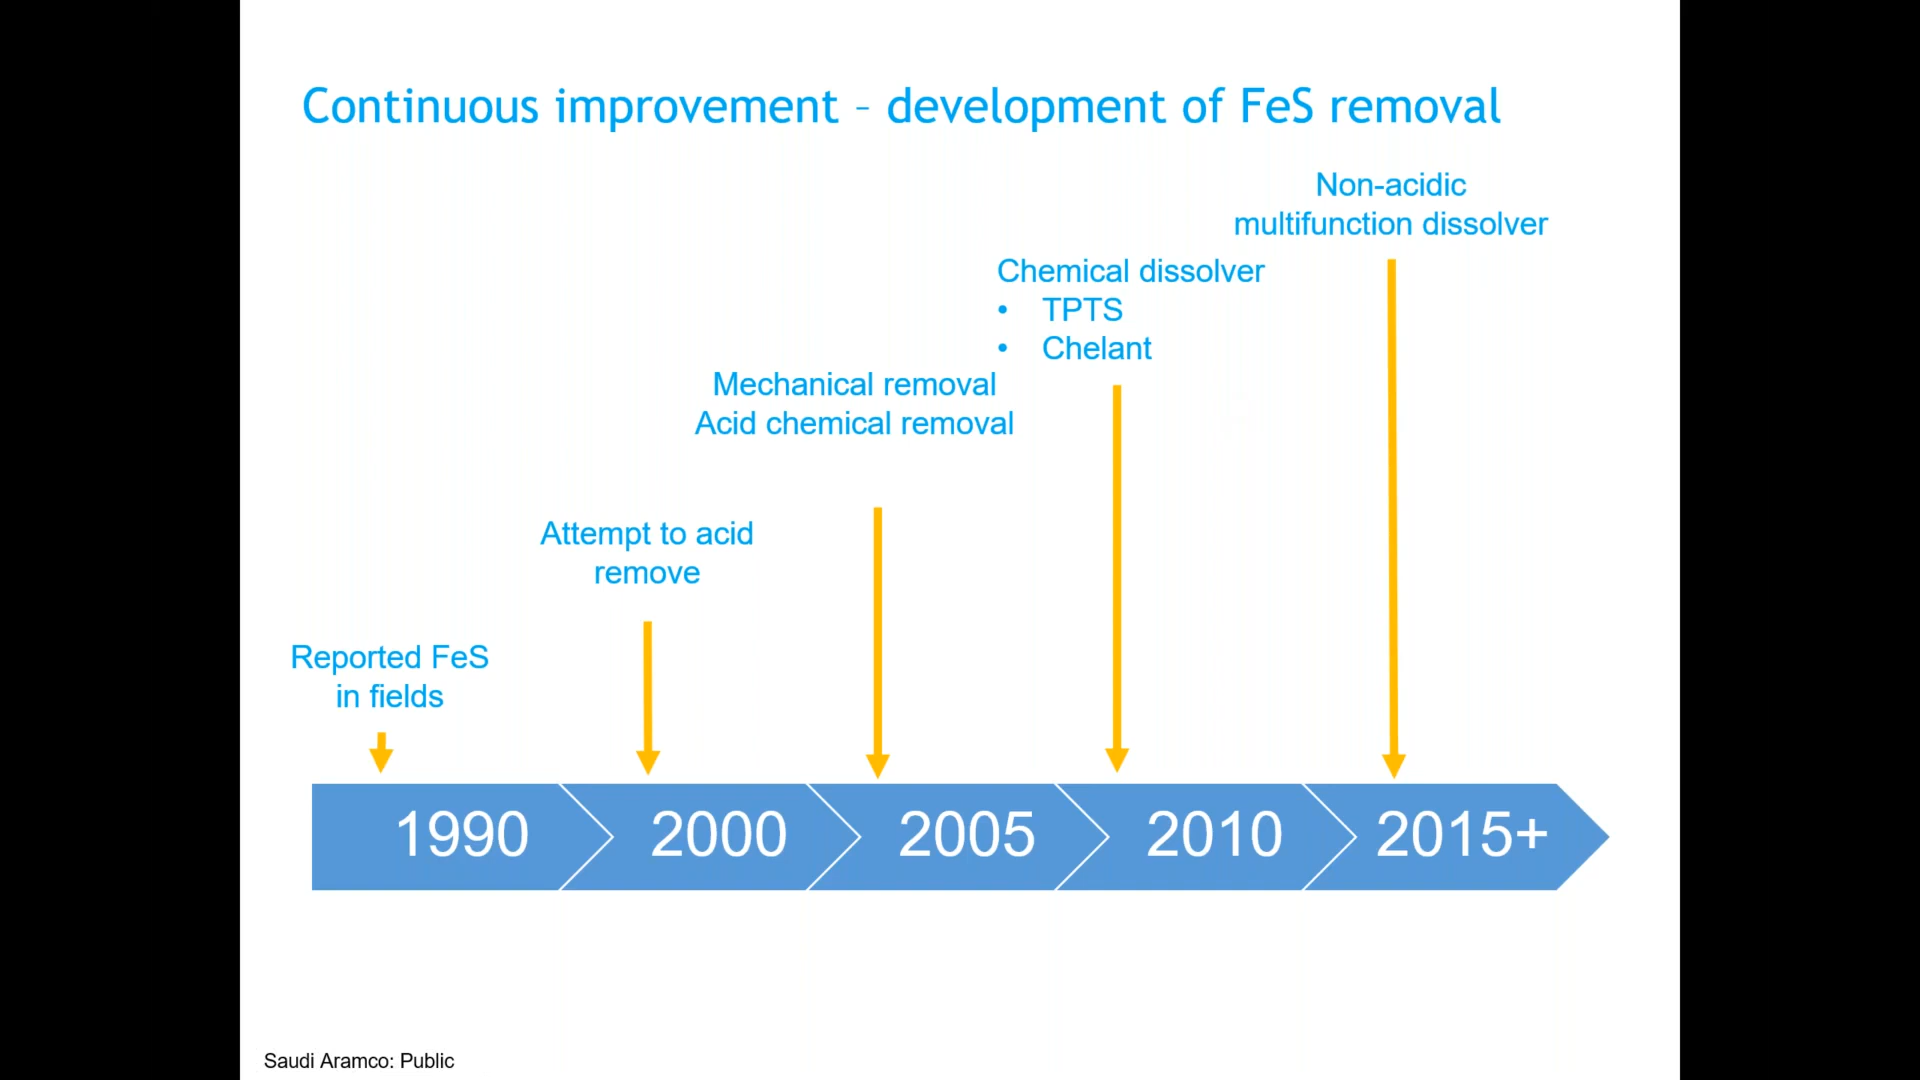 Continuous improvement – development of FeS removal
Non-acidic
multifunction dissolver
Chemical dissolver
• TPTS
• Chelant
Mechanical removal
Acid chemical removal
Attempt to acid
remove
Reported FeS
in fields
1990
2000
2005
2010
2015+
Saudi Aramco: Public